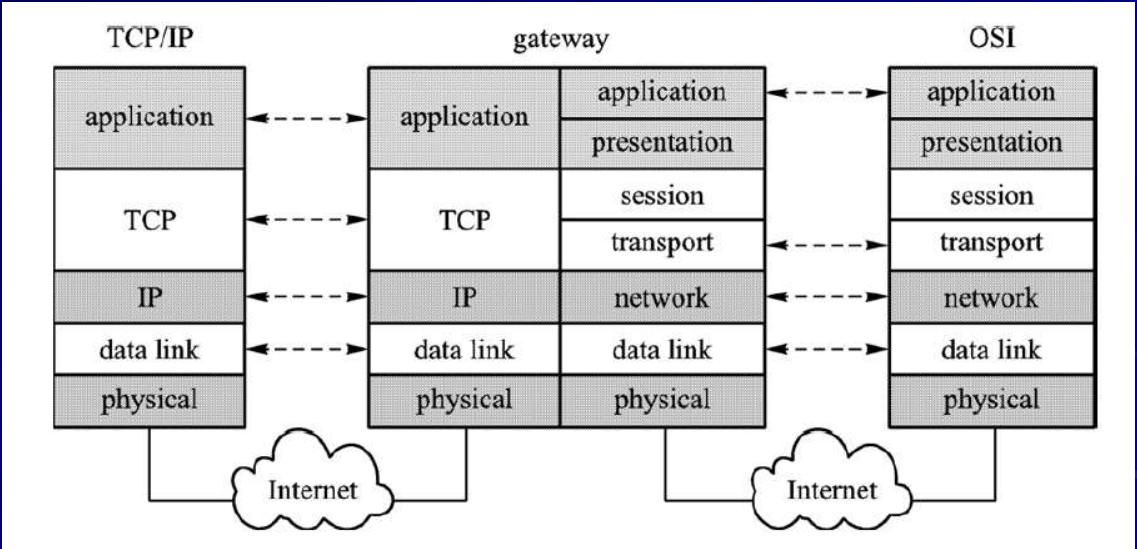 TCP/IP gateway OSI
application application application application
presentation presentation
TCP TCP session session
transport transport
IP IP network network
data link data link data link data link
physical physical physical physical
Internet Internet